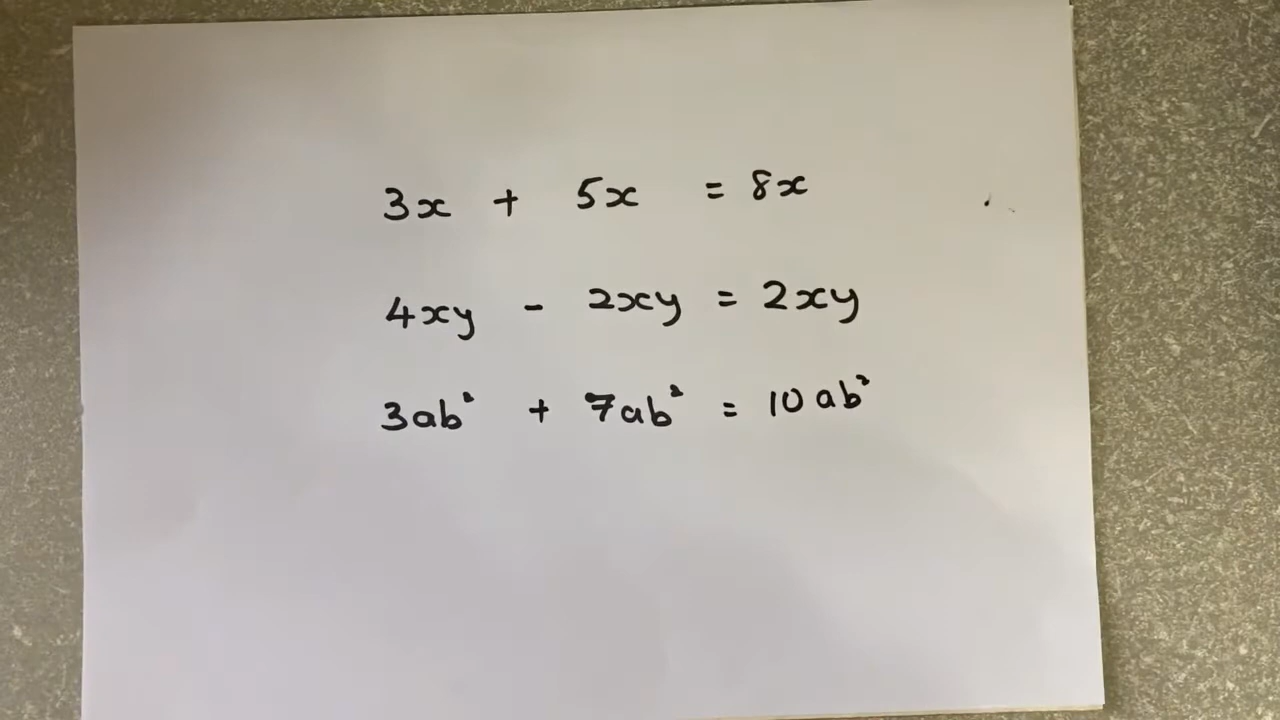 3x + 5x = 8x
4xy - 2xy = 2xy
3ab² + 7ab² = 10ab²